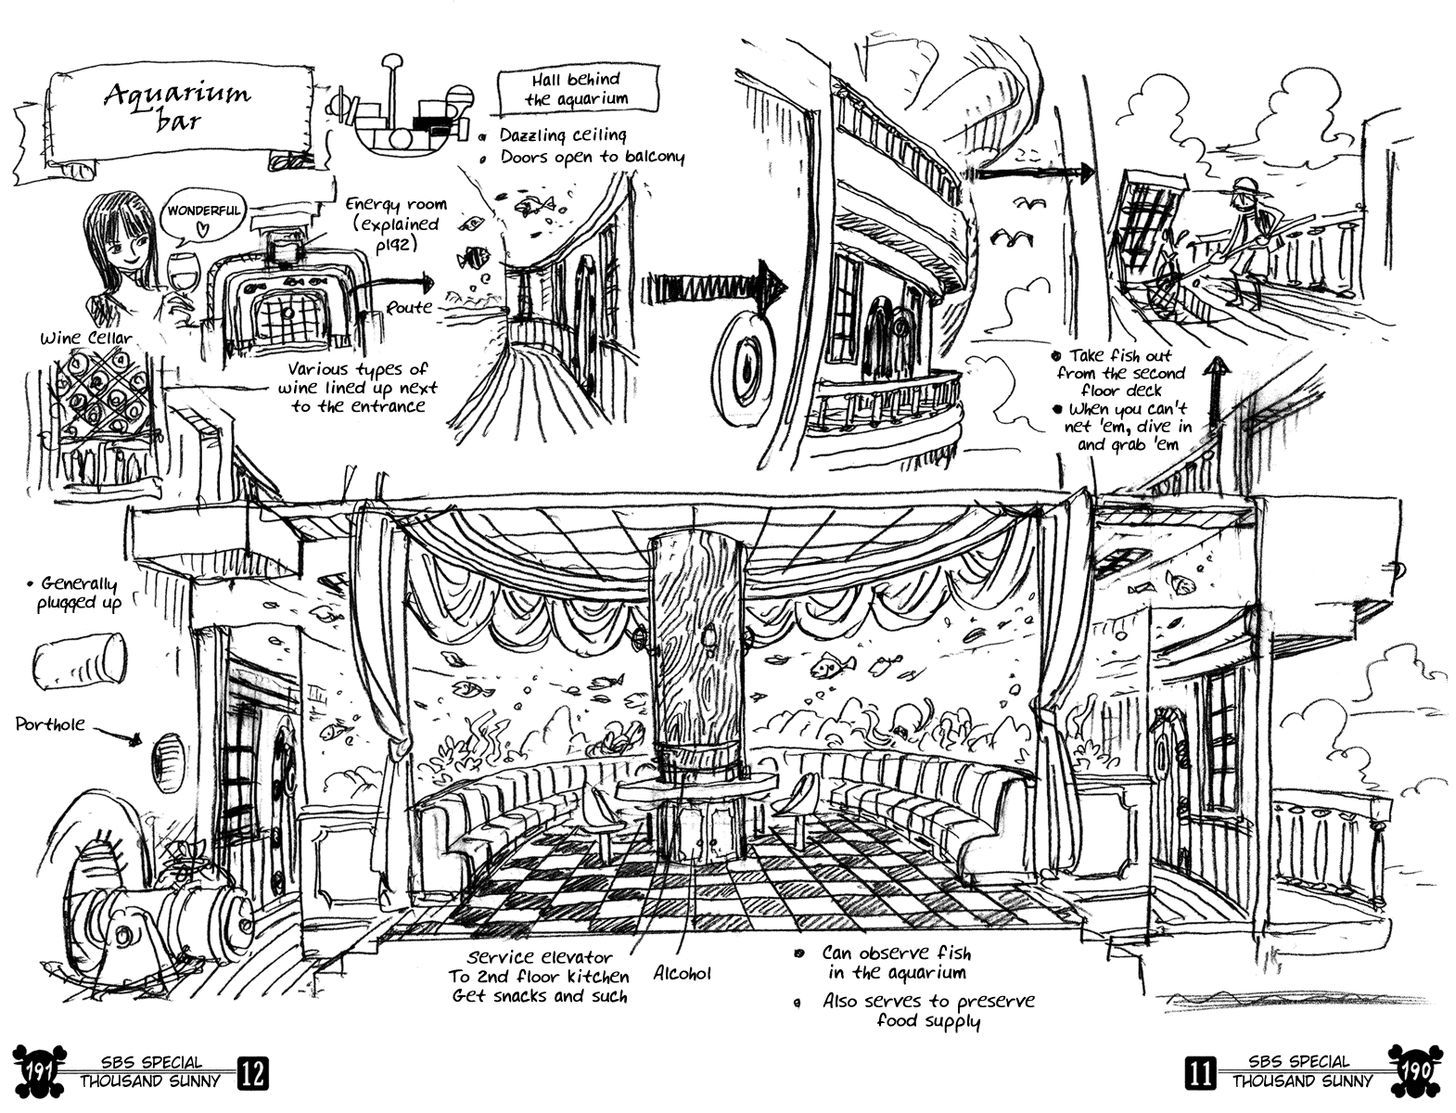 Aquarium
bar
Hall behind
the aquarium
Dazzling ceiling
Doors open to balcony
WONDERFUL
Energy room
(explained
p192)
Route
Wine Cellar
Various types of
wine lined up next
to the entrance
Take fish out
from the second
floor deck
When you can't
net 'em, dive in
and grab 'em
Generally
plugged up
Porthole
Service elevator
To 2nd floor kitchen
Get snacks and such
Alcohol
Can observe fish
in the aquarium
Also serves to preserve
food supply
191
SBS SPECIAL
THOUSAND SUNNY
12
11
SBS SPECIAL
THOUSAND SUNNY
190